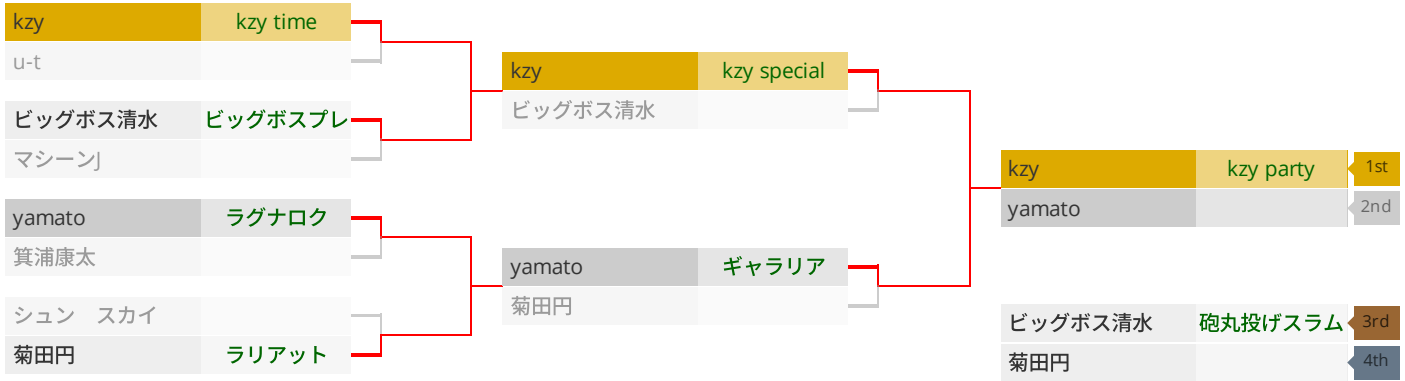 kzy kzy time
u-t
ビッグボス清水 ビッグボスプレ
マシーンJ
yamato ラグナロク
箕浦康太
シュン　スカイ
菊田円 ラリアット
kzy kzy special
ビッグボス清水
yamato ギャラリア
菊田円
kzy kzy party 1st
yamato 2nd
ビッグボス清水 砲丸投げスラム 3rd
菊田円 4th